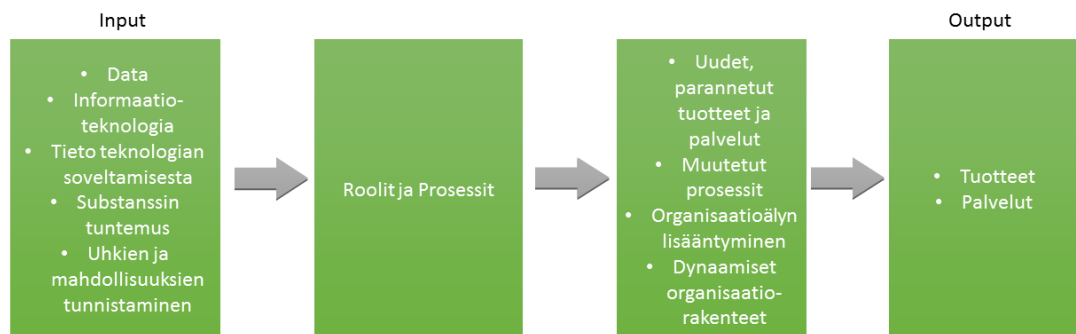 Input
• Data
• Informaatio-
teknologia
• Tieto teknologian
soveltamisesta
• Substanssin
tuntemus
• Uhkien ja
mahdollisuuksien
tunnistaminen
Roolit ja Prosessit
• Uudet,
parannetut
tuotteet ja
palvelut
• Muutetut
prosessit
• Organisaatioälyn
lisääntyminen
• Dynaamiset
organisaatio-
rakenteet
Output
• Tuotteet
• Palvelut